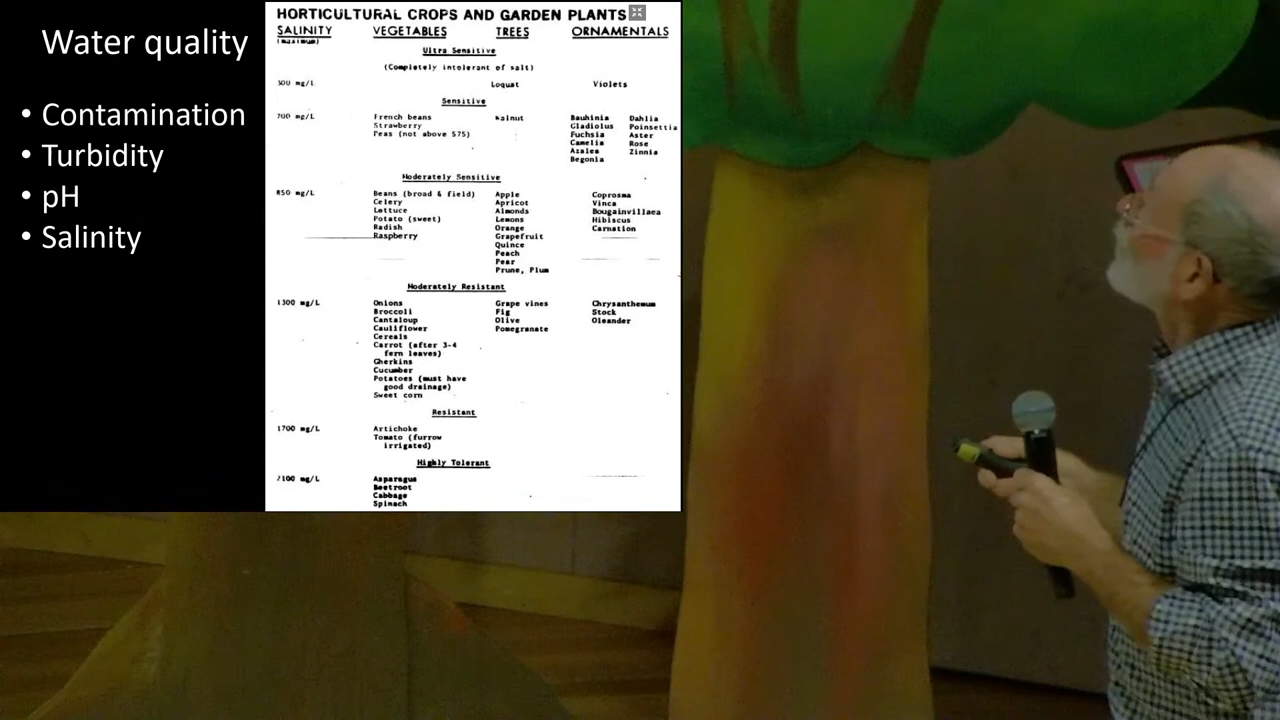 Water quality
• Contamination
• Turbidity
• pH
• Salinity
HORTICULTURAL CROPS AND GARDEN PLANTS
SALINITY VEGETABLES TREES ORNAMENTALS
(maximum)
Ultra Sensitive
(Completely intolerant of salt)
500 mg/L Loquat Violets
Sensitive
700 mg/L French beans Walnut Bauhinia Dahlia
Strawberry Gladiolus Poinsettia
Peas (not above 575) Fuchsia Aster
Camelia Rose
Azalea Zinnia
Begonia
Moderately Sensitive
850 mg/L Beans (broad & field) Apple Coprosma
Celery Apricot Vinca
Lettuce Almonds Bougainvillaea
Potato (sweet) Lemons Hibiscus
Radish Orange Carnation
Raspberry Grapefruit
Quince
Peach
Pear
Prune, Plum
Moderately Resistant
1300 mg/L Onions Grape vines Chrysanthemum
Broccoli Fig Stock
Cantaloup Olive Oleander
Cauliflower Pomegranate
Cereals
Carrot (after 3-4
fern leaves)
Gherkins
Cucumber
Potatoes (must have
good drainage)
Sweet corn
Resistant
1700 mg/L Artichoke
Tomato (furrow
irrigated)
Highly Tolerant
2100 mg/L Asparagus
Beetroot
Cabbage
Spinach